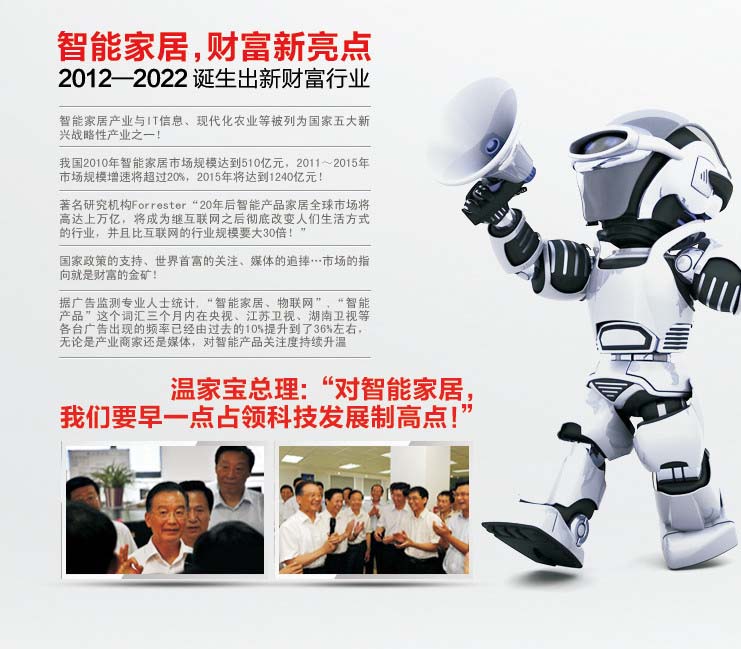 智能家居,财富新亮点
2012—2022 诞生出新财富行业
智能家居产业与IT信息、现代化农业等被列为国家五大新
兴战略性产业之一！
我国2010年智能家居市场规模达到510亿元，2011～2015年
市场规模增速将超过20%，2015年将达到1240亿元！
著名研究机构Forrester“20年后智能产品家居全球市场将
高达上万亿，将成为继互联网之后彻底改变人们生活方式
的行业，并且比互联网的行业规模要大30倍！”
国家政策的支持、世界首富的关注、媒体的追捧…市场的指
向就是财富的金矿！
据广告监测专业人士统计,“智能家居、物联网”,“智能
产品”这个词汇三个月内在央视、江苏卫视、湖南卫视等
各台广告出现的频率已经由过去的10%提升到了36%左右,
无论是产业商家还是媒体，对智能产品关注度持续升温
温家宝总理:“对智能家居,
我们要早一点占领科技发展制高点!”